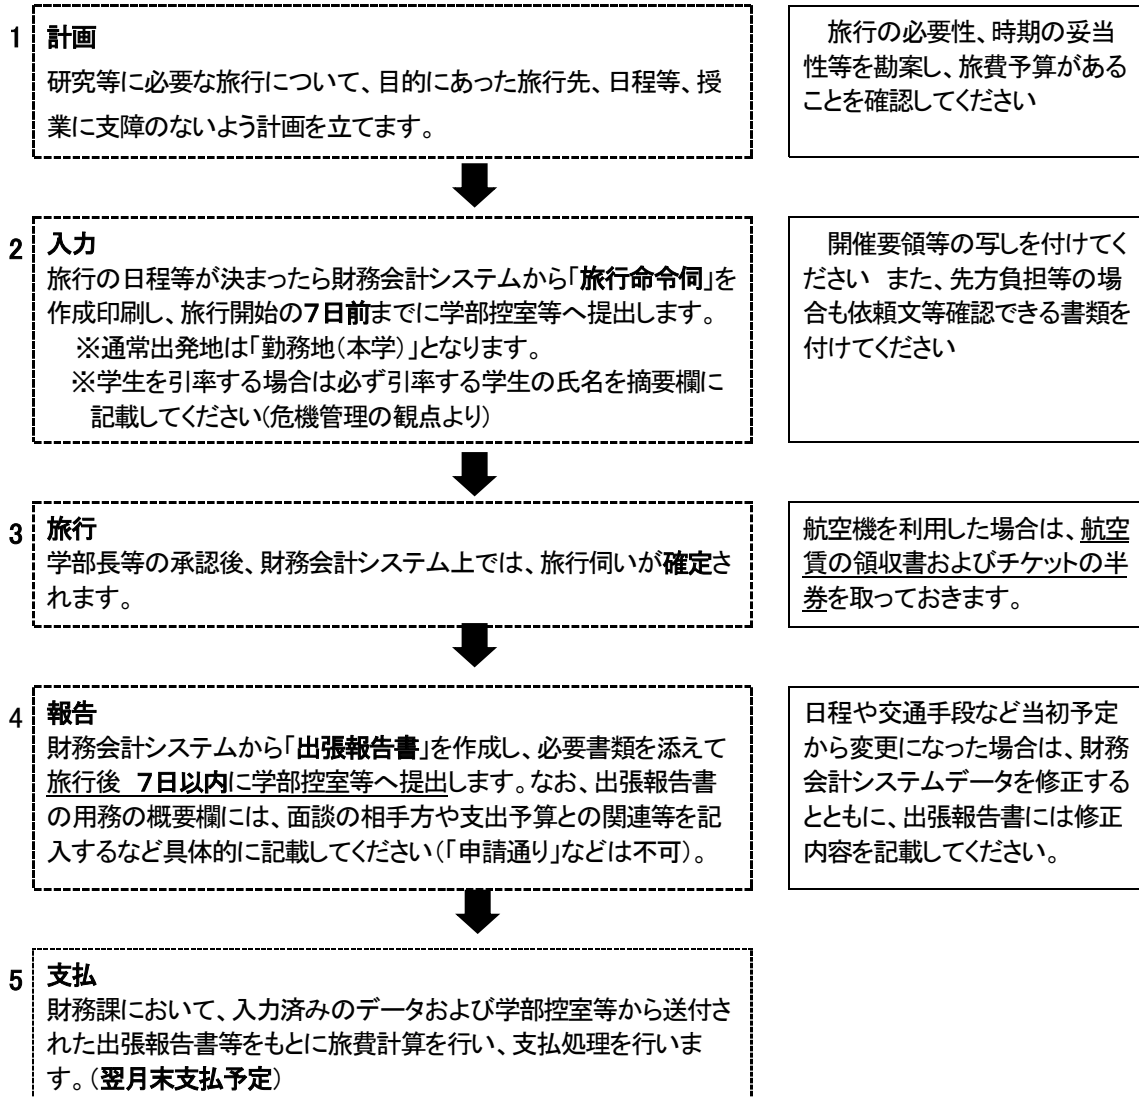 1 計画
研究等に必要な旅行について、目的にあった旅行先、日程等、授
業に支障のないよう計画を立てます。
旅行の必要性、時期の妥当
性等を勘案し、旅費予算がある
ことを確認してください
2 入力
旅行の日程等が決まったら財務会計システムから「旅行命令伺」を
作成印刷し、旅行開始の7日前までに学部控室等へ提出します。
※通常出発地は「勤務地(本学)」となります。
※学生を引率する場合は必ず引率する学生の氏名を摘要欄に
記載してください(危機管理の観点より)
開催要領等の写しを付けてく
ださい また、先方負担等の場
合も依頼文等確認できる書類を
付けてください
3 旅行
学部長等の承認後、財務会計システム上では、旅行伺いが確定さ
れます。
航空機を利用した場合は、航空
賃の領収書およびチケットの半
券を取っておきます。
4 報告
財務会計システムから「出張報告書」を作成し、必要書類を添えて
旅行後 7日以内に学部控室等へ提出します。なお、出張報告書
の用務の概要欄には、面談の相手方や支出予算との関連等を記
入するなど具体的に記載してください(「申請通り」などは不可)。
日程や交通手段など当初予定
から変更になった場合は、財務
会計システムデータを修正する
とともに、出張報告書には修正
内容を記載してください。
5 支払
財務課において、入力済みのデータおよび学部控室等から送付さ
れた出張報告書等をもとに旅費計算を行い、支払処理を行いま
す。(翌月末支払予定)